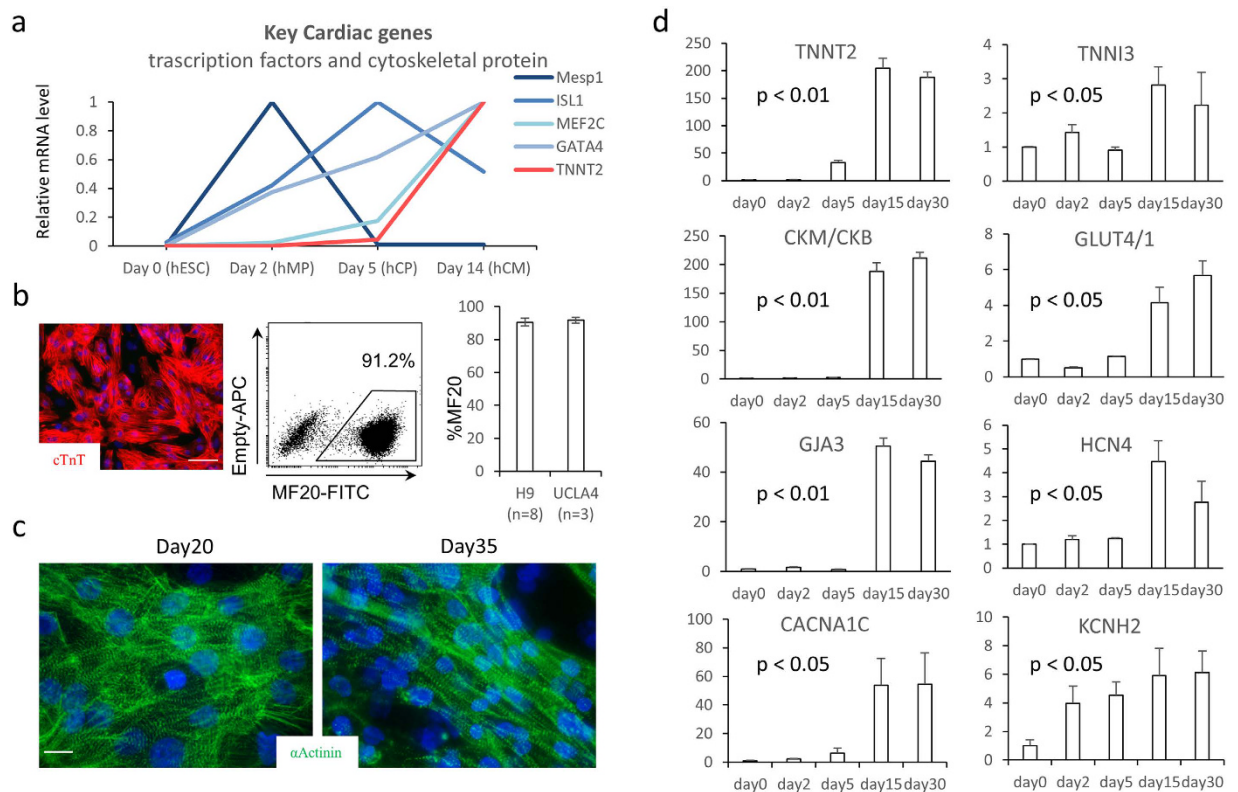 a
Key Cardiac genes
trascription factors and cytoskeletal protein
Relative mRNA level
1
0.8
0.6
0.4
0.2
0
Mesp1
ISL1
MEF2C
GATA4
TNNT2
Day 0 (hESC) Day 2 (hMP) Day 5 (hCP) Day 14 (hCM)
b
cTnT
Empty-APC
91.2%
MF20-FITC
%MF20
100
80
60
40
20
0
H9 UCLA4
(n=8) (n=3)
c
Day20 Day35
αActinin
d
TNNT2
p < 0.01
250
200
150
100
50
0
day0 day2 day5 day15 day30
TNNI3
p < 0.05
4
3
2
1
0
day0 day2 day5 day15 day30
CKM/CKB
p < 0.01
250
200
150
100
50
0
day0 day2 day5 day15 day30
GLUT4/1
p < 0.05
8
6
4
2
0
day0 day2 day5 day15 day30
GJA3
p < 0.01
60
40
20
0
day0 day2 day5 day15 day30
HCN4
p < 0.05
6
5
4
3
2
1
0
day0 day2 day5 day15 day30
CACNA1C
p < 0.05
100
80
60
40
20
0
day0 day2 day5 day15 day30
KCNH2
p < 0.05
10
8
6
4
2
0
day0 day2 day5 day15 day30